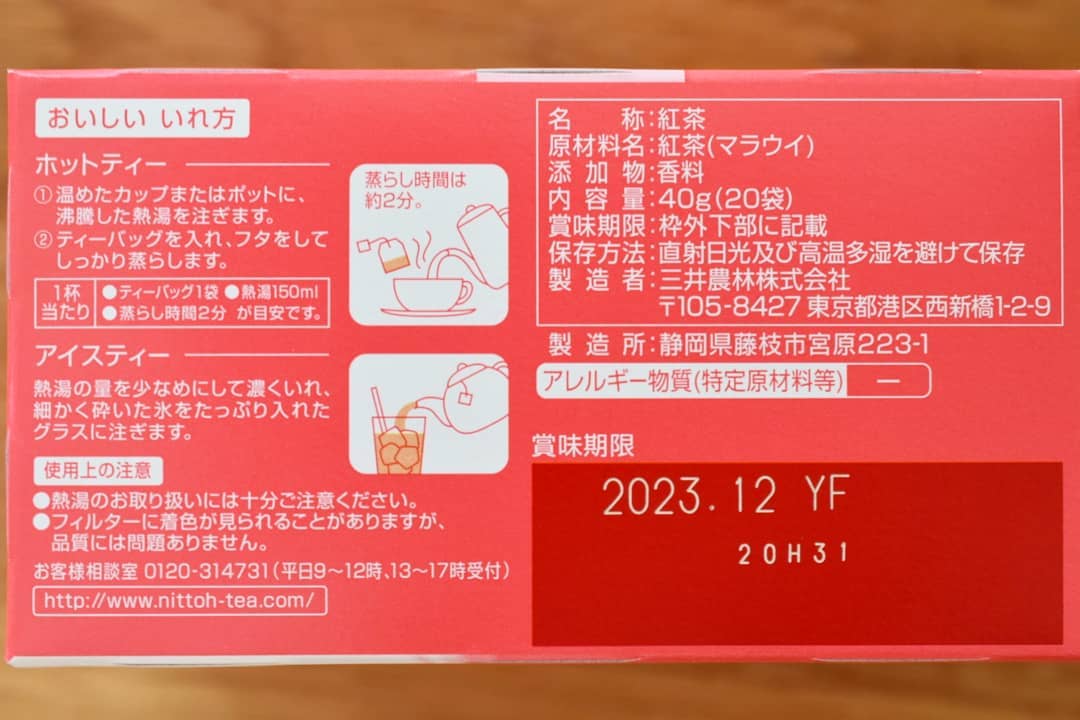 おいしい いれ方
ホットティー
①温めたカップまたはポットに、
沸騰した熱湯を注ぎます。
②ティーバッグを入れ、フタをして
しっかり蒸らします。
1杯
当たり
●ティーバッグ1袋 ●熱湯150ml
●蒸らし時間2分 が目安です。
蒸らし時間は
約2分。
アイスティー
熱湯の量を少なめにして濃くいれ、
細かく砕いた氷をたっぷり入れた
グラスに注ぎます。
使用上の注意
●熱湯のお取り扱いには十分ご注意ください。
●フィルターに着色が見られることがありますが、
品質には問題ありません。
お客様相談室 0120-314731(平日9〜12時、13〜17時受付)
http://www.nittoh-tea.com/
名称:紅茶
原材料名:紅茶(マラウイ)
添加物:香料
内容量:40g(20袋)
賞味期限:枠外下部に記載
保存方法:直射日光及び高温多湿を避けて保存
製造者:三井農林株式会社
〒105-8427 東京都港区西新橋1-2-9
製造所:静岡県藤枝市宮原223-1
アレルギー物質(特定原材料等) ー
賞味期限
2023.12 YF
20H31